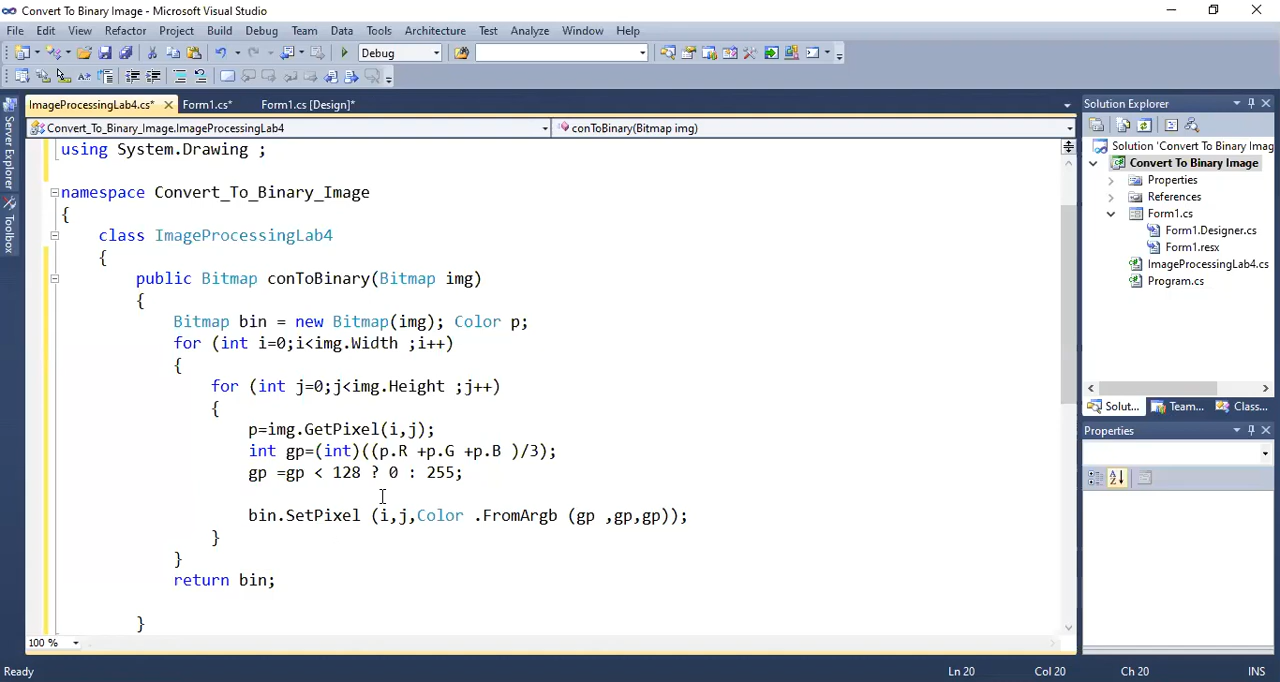 Convert To Binary Image - Microsoft Visual Studio
File Edit View Refactor Project Build Debug Team Data Tools Architecture Test Analyze Window Help
Debug
ImageProcessingLab4.cs* Form1.cs* Form1.cs [Design]*
Solution Explorer
Convert_To_Binary_Image.ImageProcessingLab4 conToBinary(Bitmap img)
Server Explorer
Toolbox
using System.Drawing ;
namespace Convert_To_Binary_Image
{
class ImageProcessingLab4
{
public Bitmap conToBinary(Bitmap img)
{
Bitmap bin = new Bitmap(img); Color p;
for (int i=0;i<img.Width ;i++)
{
for (int j=0;j<img.Height ;j++)
{
p=img.GetPixel(i,j);
int gp=(int)((p.R +p.G +p.B )/3);
gp =gp < 128 ? 0 : 255;
bin.SetPixel (i,j,Color .FromArgb (gp ,gp,gp));
}
}
return bin;
}
Solution 'Convert To Binary Imag
Convert To Binary Image
Properties
References
Form1.cs
Form1.Designer.cs
Form1.resx
ImageProcessingLab4.cs
Program.cs
Solut... Team... Class...
Properties
100 %
Ready Ln 20 Col 20 Ch 20 INS